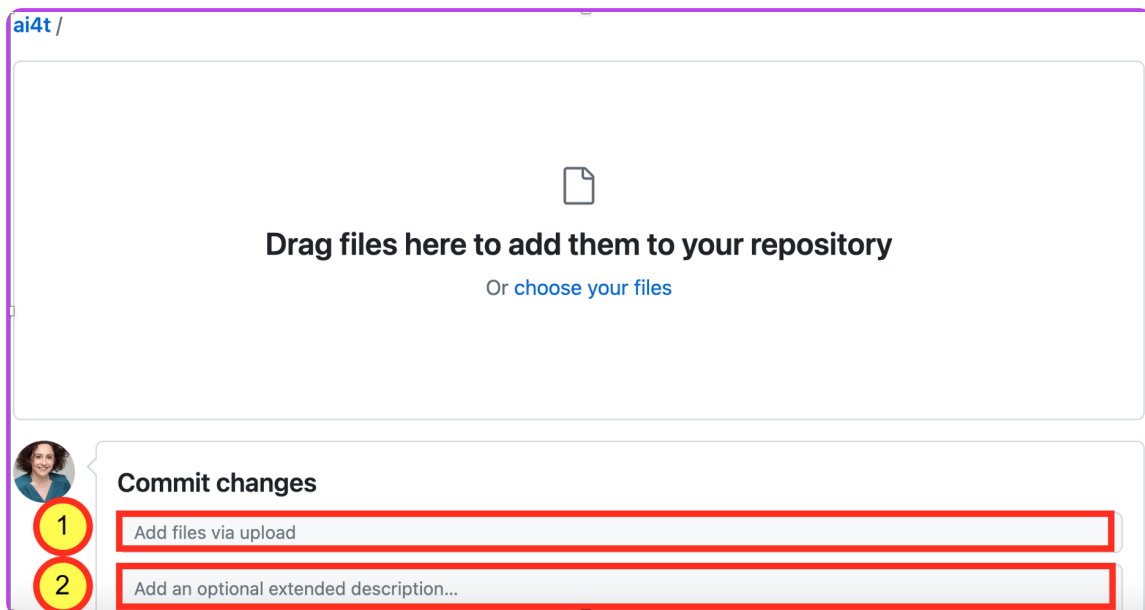 ai4t /
Drag files here to add them to your repository
Or choose your files
Commit changes
1
Add files via upload
2
Add an optional extended description...